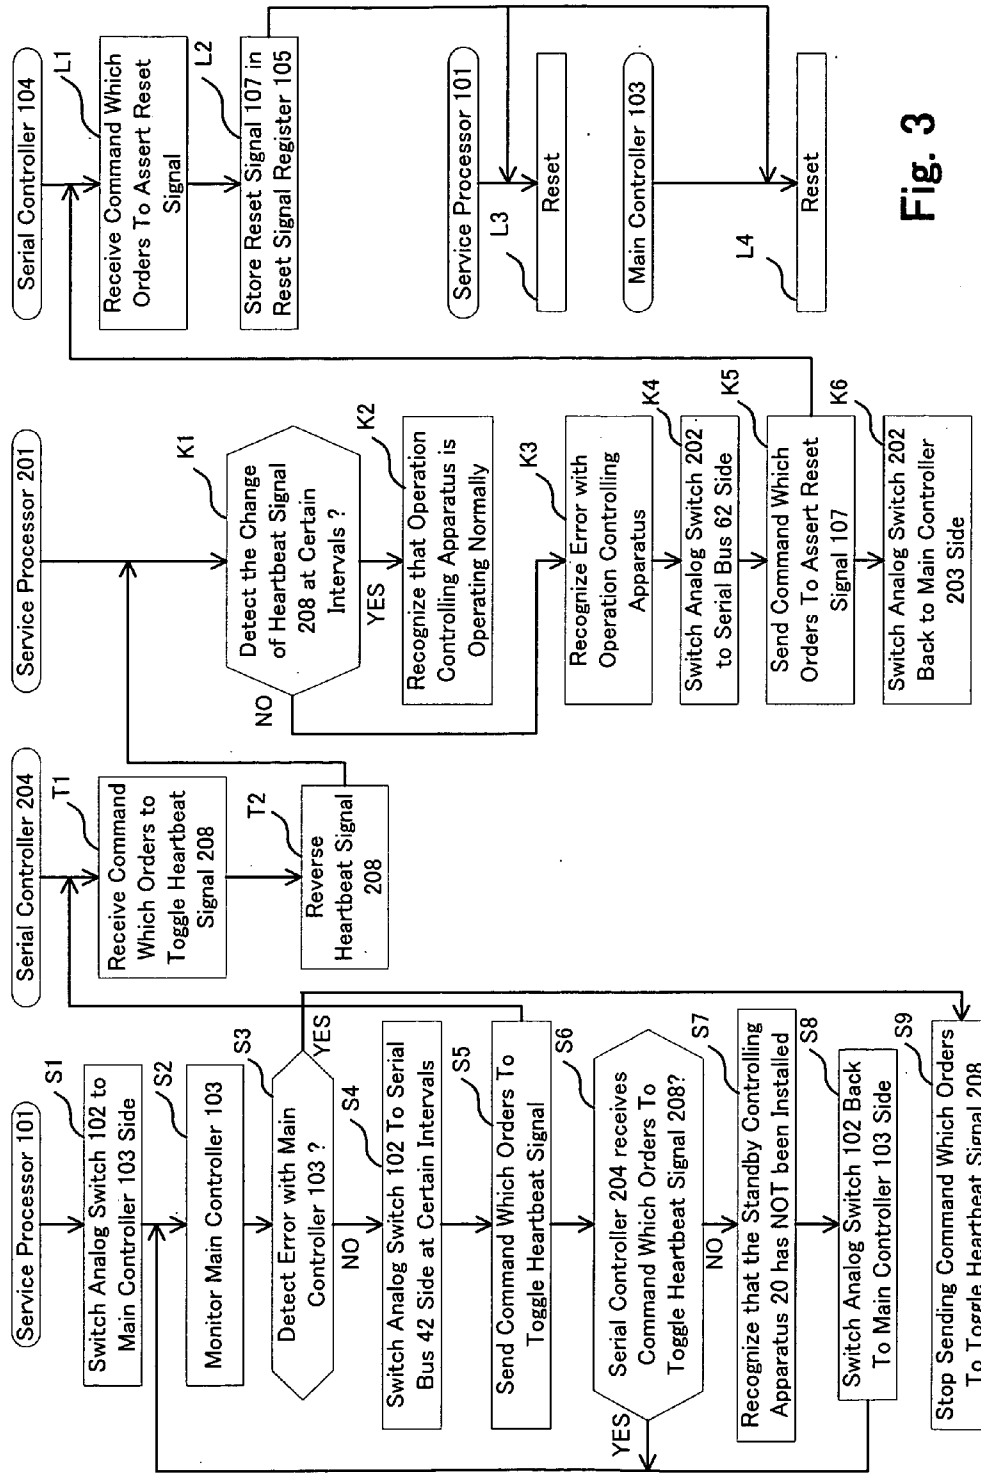 Service Processor 101
S1
Switch Analog Switch 102 to
Main Controller 103 Side
S2
Monitor Main Controller 103
S3
Detect Error with Main
Controller 103 ?
YES
NO
S4
Switch Analog Switch 102 To Serial
Bus 42 Side at Certain Intervals
S5
Send Command Which Orders To
Toggle Heartbeat Signal
S6
Serial Controller 204 receives
Command Which Orders To
Toggle Heartbeat Signal 208?
YES
NO
S7
Recognize that the Standby Controlling
Apparatus 20 has NOT been Installed
S8
Switch Analog Switch 102 Back
To Main Controller 103 Side
S9
Stop Sending Command Which Orders
To Toggle Heartbeat Signal 208
Serial Controller 204
T1
Receive Command
Which Orders to
Toggle Heartbeat
Signal 208
T2
Reverse
Heartbeat Signal
208
Service Processor 201
K1
Detect the Change
of Heartbeat Signal
208 at Certain
Intervals ?
NO
YES
K2
Recognize that Operation
Controlling Apparatus is
Operating Normally
K3
Recognize Error with
Operation Controlling
Apparatus
K4
Switch Analog Switch 202
to Serial Bus 62 Side
K5
Send Command Which
Orders To Assert Reset
Signal 107
K6
Switch Analog Switch 202
Back to Main Controller
203 Side
Serial Controller 104
L1
Receive Command Which
Orders To Assert Reset
Signal
L2
Store Reset Signal 107 in
Reset Signal Register 105
Service Processor 101
L3
Reset
Main Controller 103
L4
Reset
Fig. 3